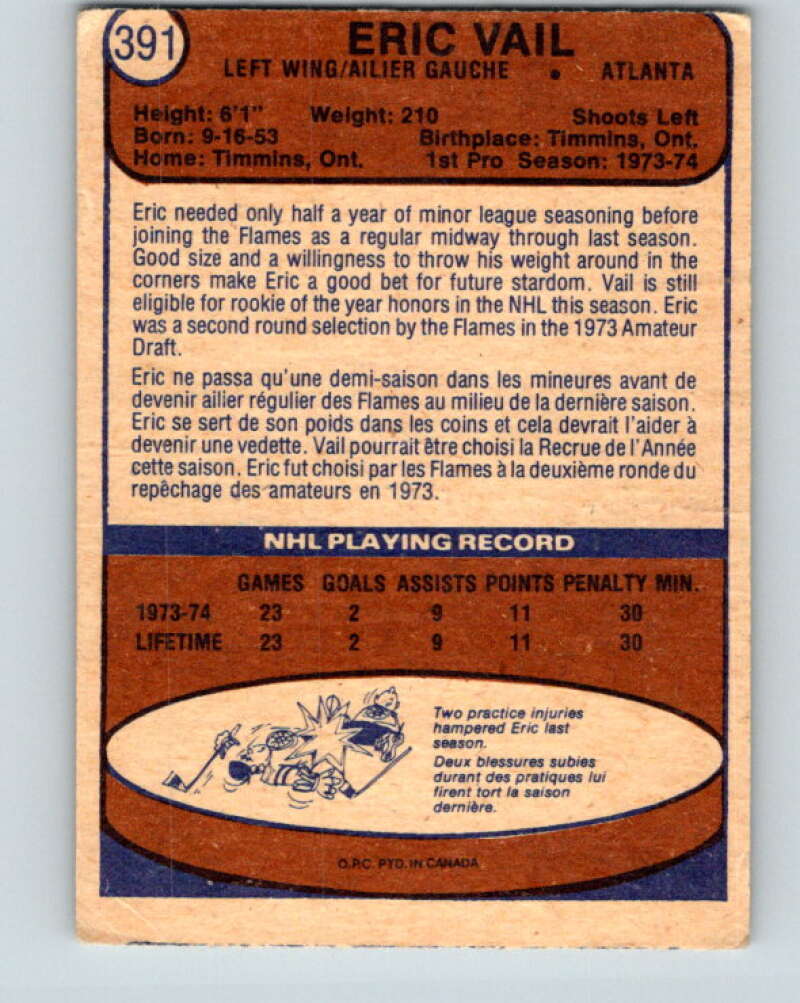 391
ERIC VAIL
LEFT WING/AILIER GAUCHE • ATLANTA
Height: 6'1" Weight: 210 Shoots Left
Born: 9-16-53 Birthplace: Timmins, Ont.
Home: Timmins, Ont. 1st Pro Season: 1973-74
Eric needed only half a year of minor league seasoning before
joining the Flames as a regular midway through last season.
Good size and a willingness to throw his weight around in the
corners make Eric a good bet for future stardom. Vail is still
eligible for rookie of the year honors in the NHL this season. Eric
was a second round selection by the Flames in the 1973 Amateur
Draft.
Eric ne passa qu'une demi-saison dans les mineures avant de
devenir ailier régulier des Flames au milieu de la dernière saison.
Eric se sert de son poids dans les coins et cela devrait l'aider à
devenir une vedette. Vail pourrait être choisi la Recrue de l'Année
cette saison. Eric fut choisi par les Flames à la deuxième ronde du
repêchage des amateurs en 1973.
NHL PLAYING RECORD
GAMES GOALS ASSISTS POINTS PENALTY MIN.
1973-74 23 2 9 11 30
LIFETIME 23 2 9 11 30
Two practice injuries
hampered Eric last
season.
Deux blessures subies
durant des pratiques lui
firent tort la saison
dernière.
O.P.C. PTD. IN CANADA